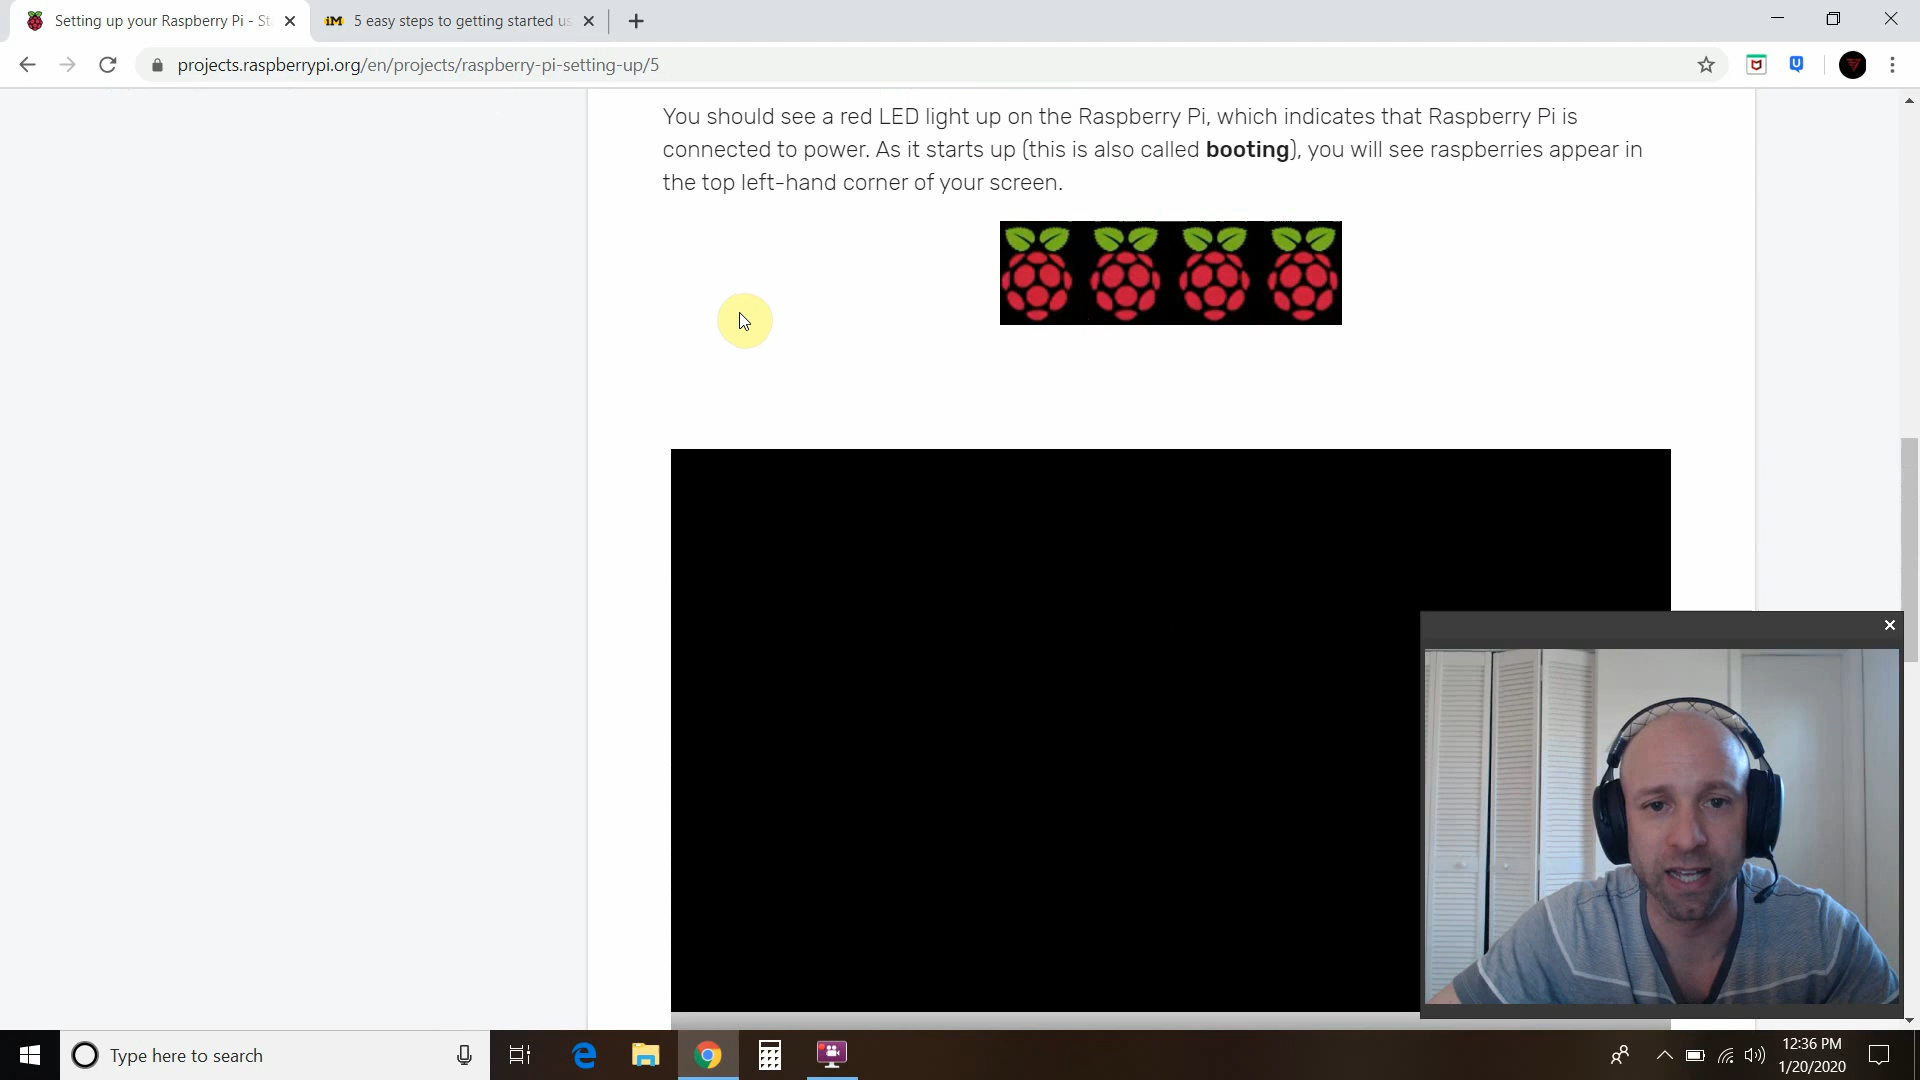 Setting up your Raspberry Pi - St
5 easy steps to getting started us
projects.raspberrypi.org/en/projects/raspberry-pi-setting-up/5
You should see a red LED light up on the Raspberry Pi, which indicates that Raspberry Pi is
connected to power. As it starts up (this is also called booting), you will see raspberries appear in
the top left-hand corner of your screen.
Type here to search
12:36 PM
1/20/2020